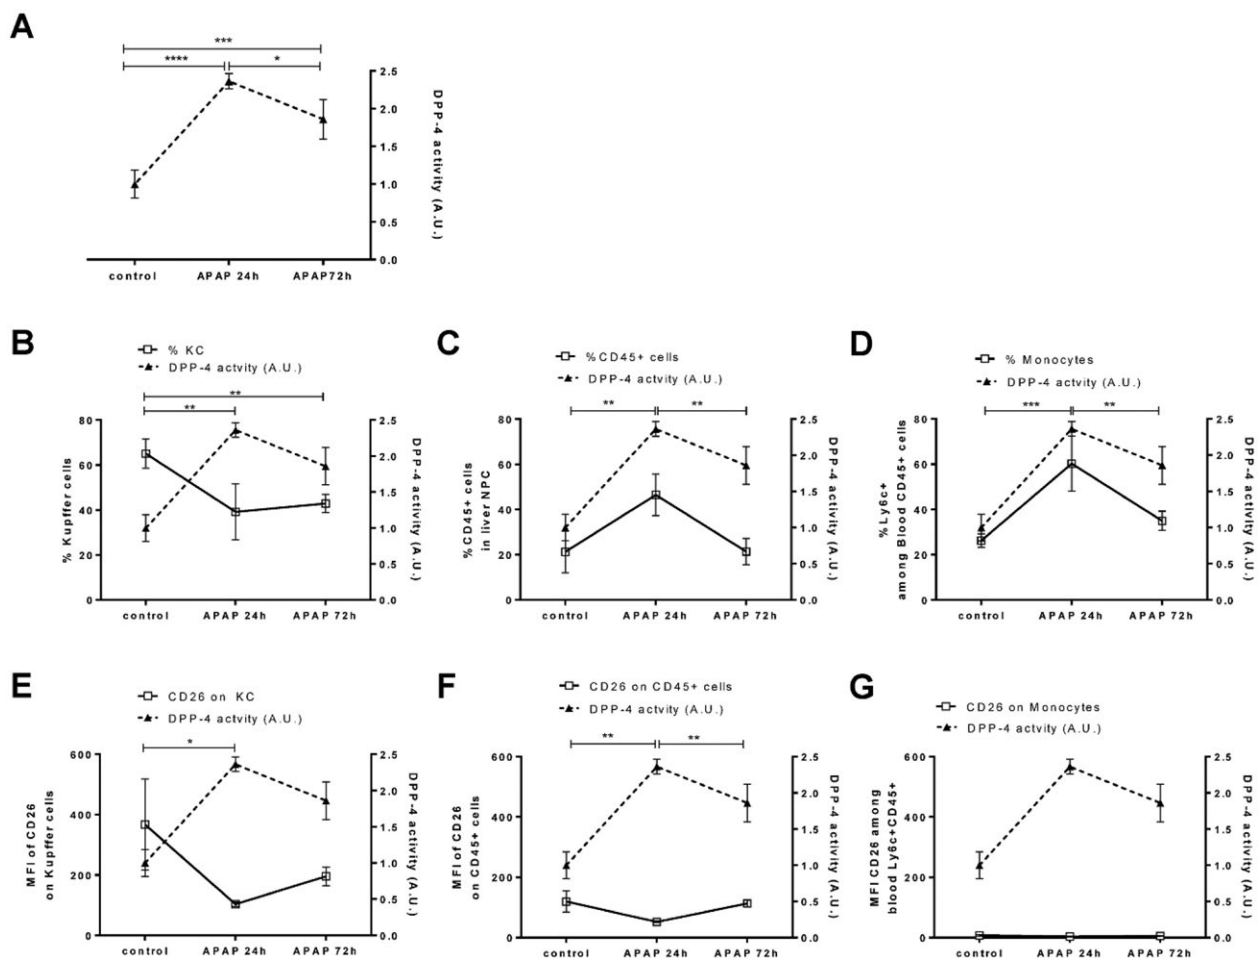 A
***
**** *
2.5
2.0
1.5
1.0
0.5
0.0
DPP-4 activity (A.U.)
control APAP 24h APAP72h
B
% KC
DPP-4 actvity (A.U.)
**
**
% Kupffer cells
80
60
40
20
0
2.5
2.0
1.5
1.0
0.5
0.0
DPP-4 activity (A.U.)
control APAP 24h APAP 72h
C
%CD45+ cells
DPP-4 actvity (A.U.)
** **
%CD45+ cells
in liver NPC
80
60
40
20
0
2.5
2.0
1.5
1.0
0.5
0.0
DPP-4 activity (A.U.)
control APAP 24h APAP 72h
D
% Monocytes
DPP-4 actvity (A.U.)
*** **
%Ly6c+
among Blood CD45+ cells
80
60
40
20
0
2.5
2.0
1.5
1.0
0.5
0.0
DPP-4 activity (A.U.)
control APAP 24h APAP 72h
E
CD26 on KC
DPP-4 actvity (A.U.)
*
MFI of CD26
on Kupffer cells
600
400
200
0
2.5
2.0
1.5
1.0
0.5
0.0
DPP-4 activity (A.U.)
control APAP 24h APAP 72h
F
CD26 on CD45+ cells
DPP-4 actvity (A.U.)
** **
MFI of CD26
on CD45+ cells
600
400
200
0
2.5
2.0
1.5
1.0
0.5
0.0
DPP-4 activity (A.U.)
control APAP 24h APAP 72h
G
CD26 on Monocytes
DPP-4 actvity (A.U.)
MFI CD26 among
blood Ly6c+CD45+
600
400
200
0
2.5
2.0
1.5
1.0
0.5
0.0
DPP-4 activity (A.U.)
control APAP 24h APAP 72h